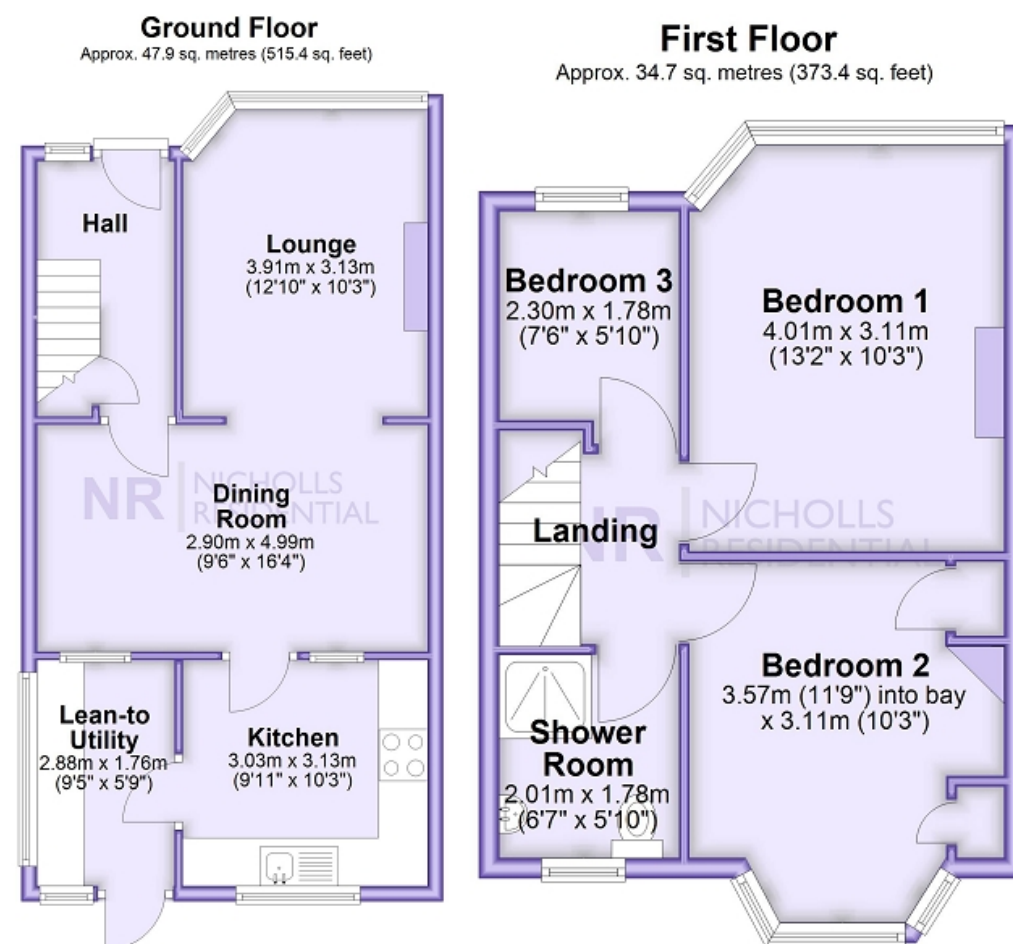 Ground Floor
Approx. 47.9 sq. metres (515.4 sq. feet)
Hall
Lounge
3.91m x 3.13m
(12'10" x 10'3")
NR NICHOLLS
RESIDENTIAL
Dining
Room
2.90m x 4.99m
(9'6" x 16'4")
Lean-to
Utility
2.88m x 1.76m
(9'5" x 5'9")
Kitchen
3.03m x 3.13m
(9'11" x 10'3")
First Floor
Approx. 34.7 sq. metres (373.4 sq. feet)
Bedroom 3
2.30m x 1.78m
(7'6" x 5'10")
Bedroom 1
4.01m x 3.11m
(13'2" x 10'3")
Landing
NR NICHOLLS
RESIDENTIAL
Bedroom 2
3.57m (11'9") into bay
x 3.11m (10'3")
Shower
Room
2.01m x 1.78m
(6'7" x 5'10")